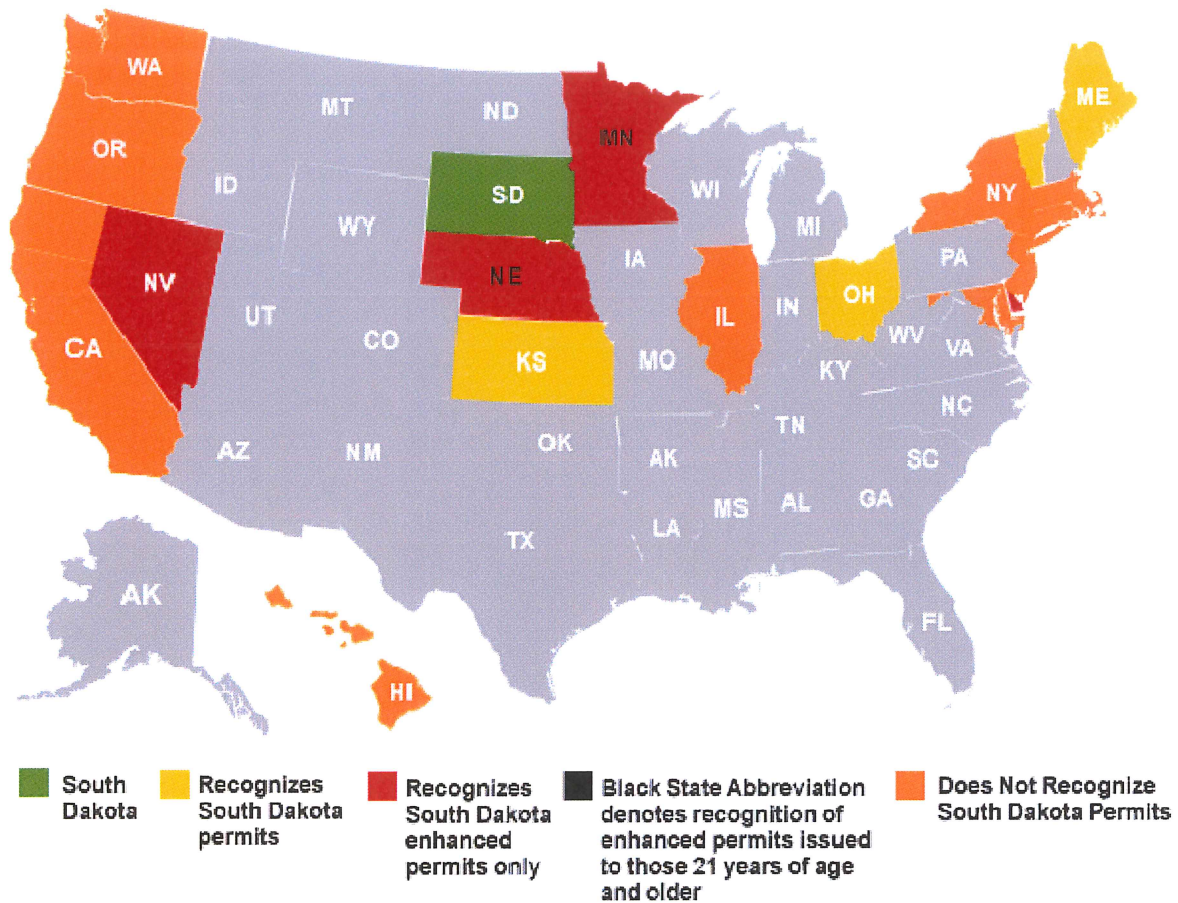 WA
MT
ND
MN
ME
OR
ID
SD
WI
NY
WY
MI
NV
NE
IA
PA
UT
CO
IL
IN
OH
CA
KS
MO
WV
VA
KY
AZ
NM
OK
AK
TN
NC
SC
TX
LA
MS
AL
GA
AK
FL
HI
South
Dakota
Recognizes
South Dakota
permits
Recognizes
South Dakota
enhanced
permits only
Black State Abbreviation
denotes recognition of
enhanced permits issued
to those 21 years of age
and older
Does Not Recognize
South Dakota Permits